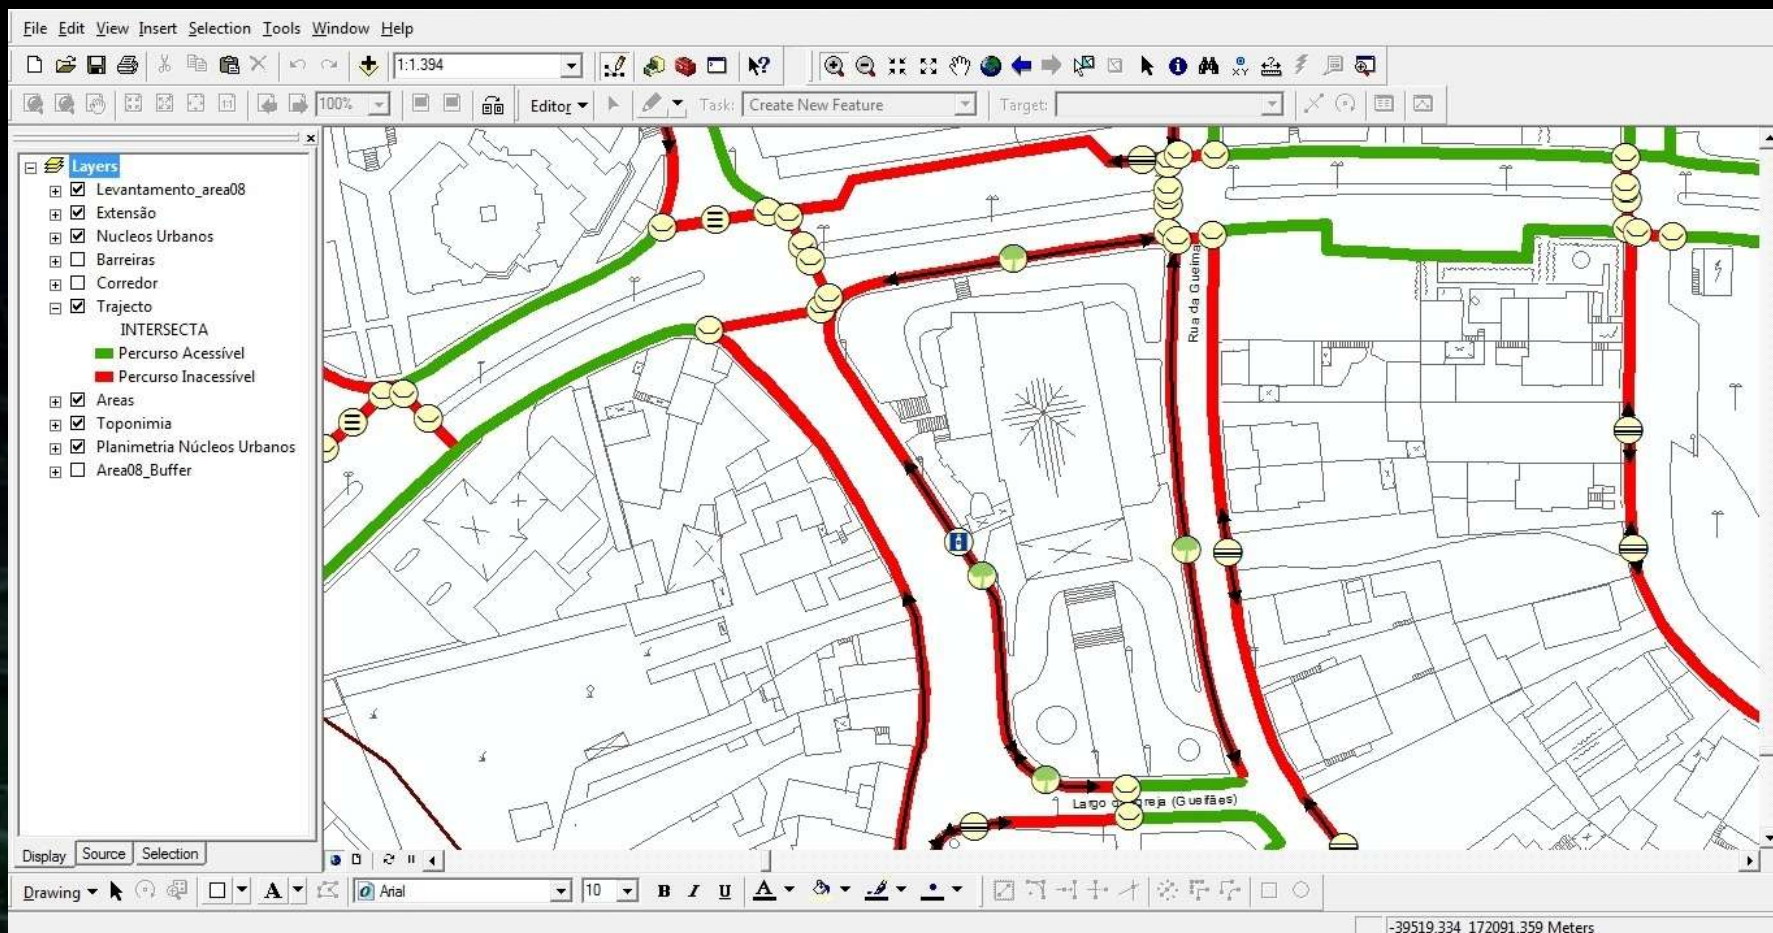 File Edit View Insert Selection Tools Window Help
1:1.394
100% Editor Task: Create New Feature Target:
Layers
Levantamento_area08
Extensão
Nucleos Urbanos
Barreiras
Corredor
Trajecto
INTERSECTA
Percurso Acessível
Percurso Inacessível
Areas
Toponimia
Planimetria Núcleos Urbanos
Area08_Buffer
Rua da Gueima
Largo (Gueifães)
Display Source Selection
Drawing A Arial 10 B I U A
-39519.334 172091.359 Meters